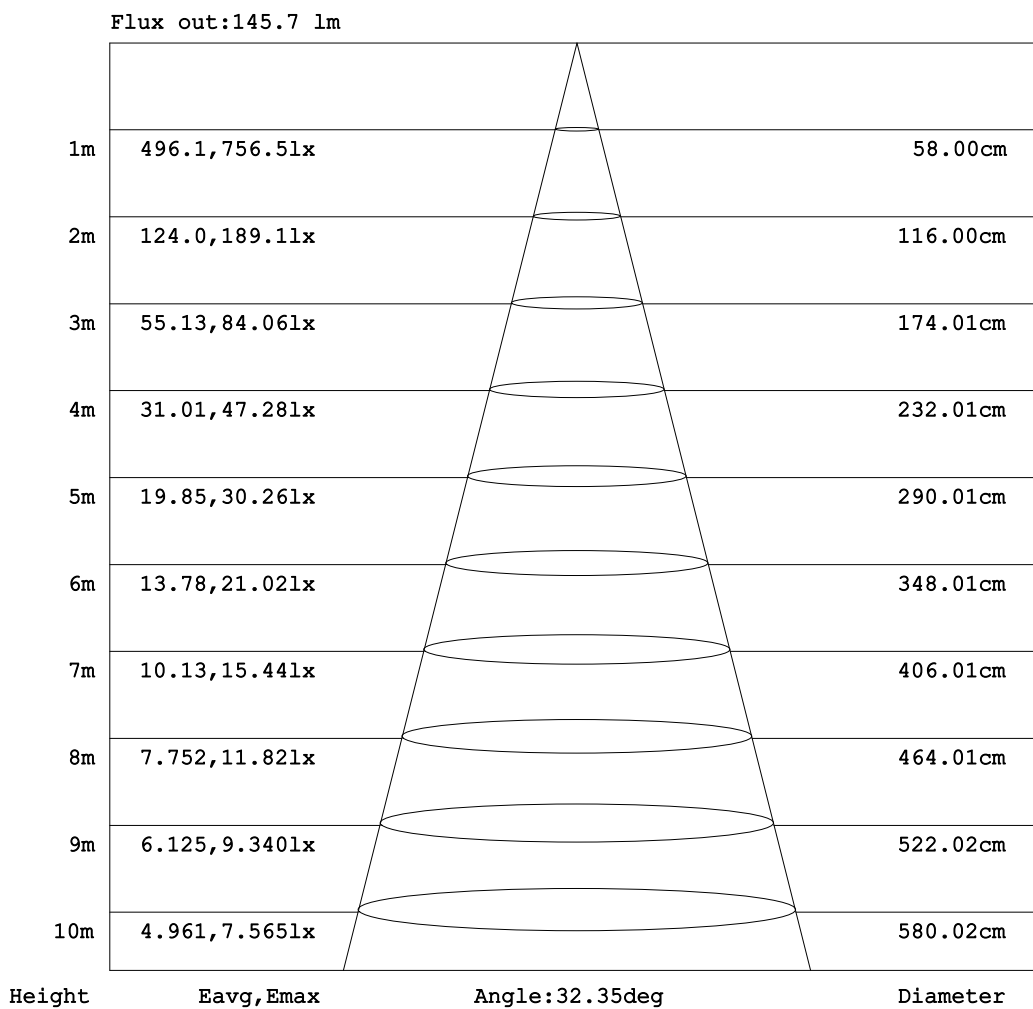 Flux out:145.7 lm
1m 496.1,756.5lx 58.00cm
2m 124.0,189.1lx 116.00cm
3m 55.13,84.06lx 174.01cm
4m 31.01,47.28lx 232.01cm
5m 19.85,30.26lx 290.01cm
6m 13.78,21.02lx 348.01cm
7m 10.13,15.44lx 406.01cm
8m 7.752,11.82lx 464.01cm
9m 6.125,9.340lx 522.02cm
10m 4.961,7.565lx 580.02cm
Height Eavg,Emax Angle:32.35deg Diameter